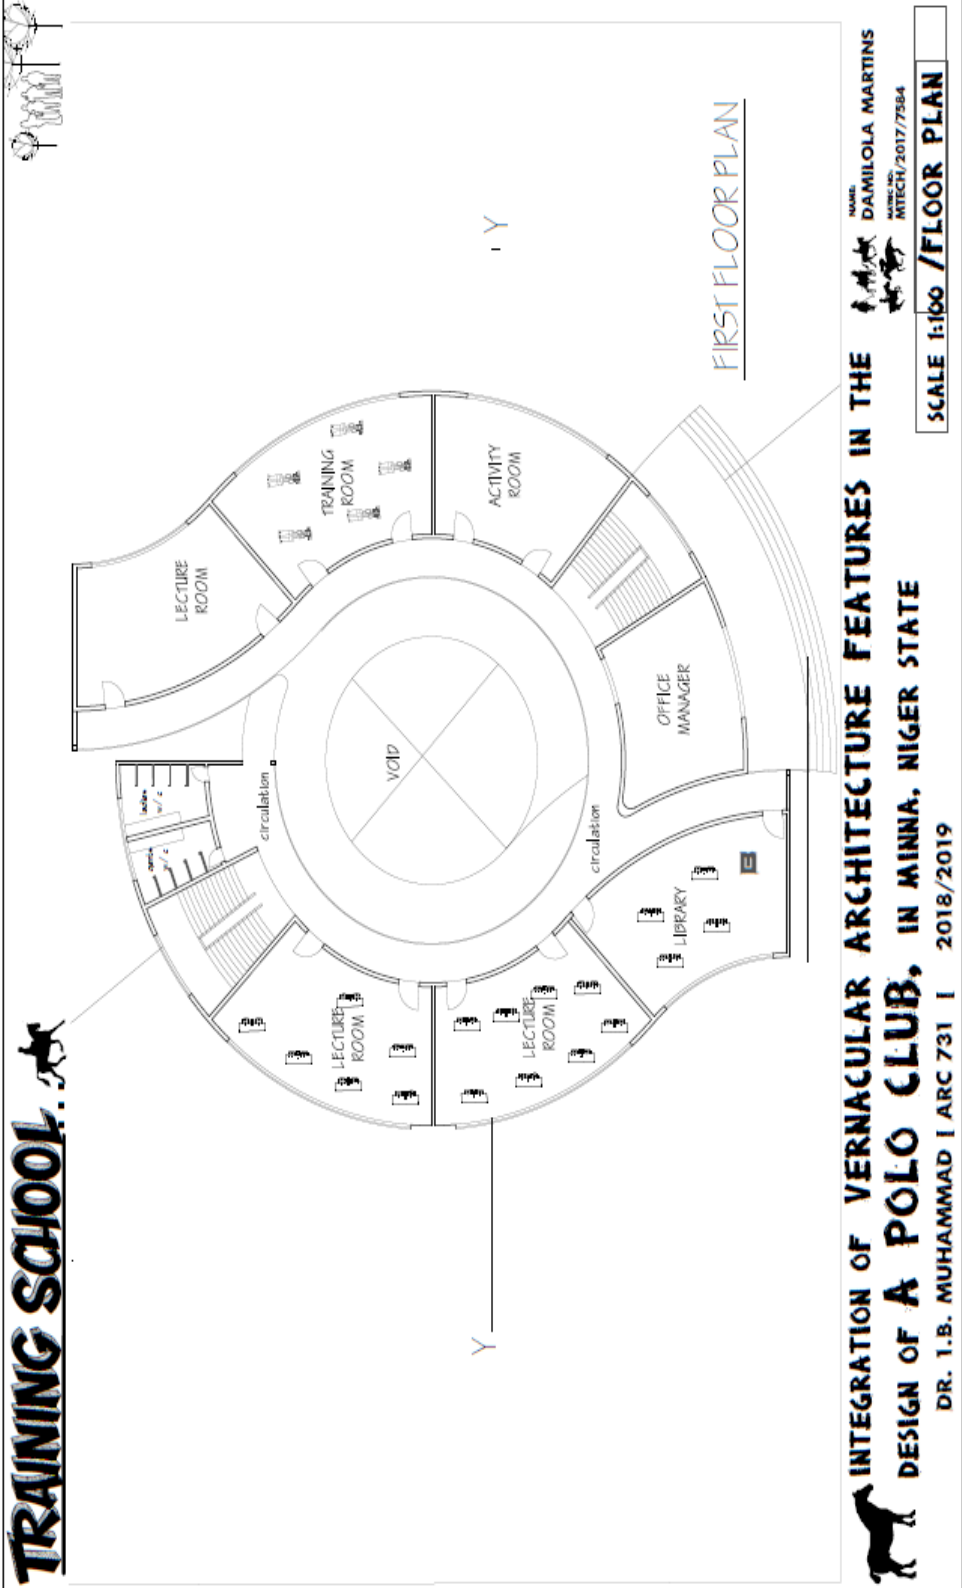 TRAINING SCHOOL
LECTURE
ROOM
TRAINING
ROOM
ACTIVITY
ROOM
circulation
VOID
OFFICE
MANAGER
circulation
LECTURE
ROOM
LECTURE
ROOM
LIBRARY
Y
Y
FIRST FLOOR PLAN
INTEGRATION OF VERNACULAR ARCHITECTURE FEATURES IN THE
DESIGN OF A POLO CLUB, IN MINNA, NIGER STATE
DR. I.B. MUHAMMAD | ARC 731 | 2018/2019
NAME:
DAMILOLA MARTINS
MATRIC NO:
MTECH/2017/7584
SCALE 1:100 /FLOOR PLAN